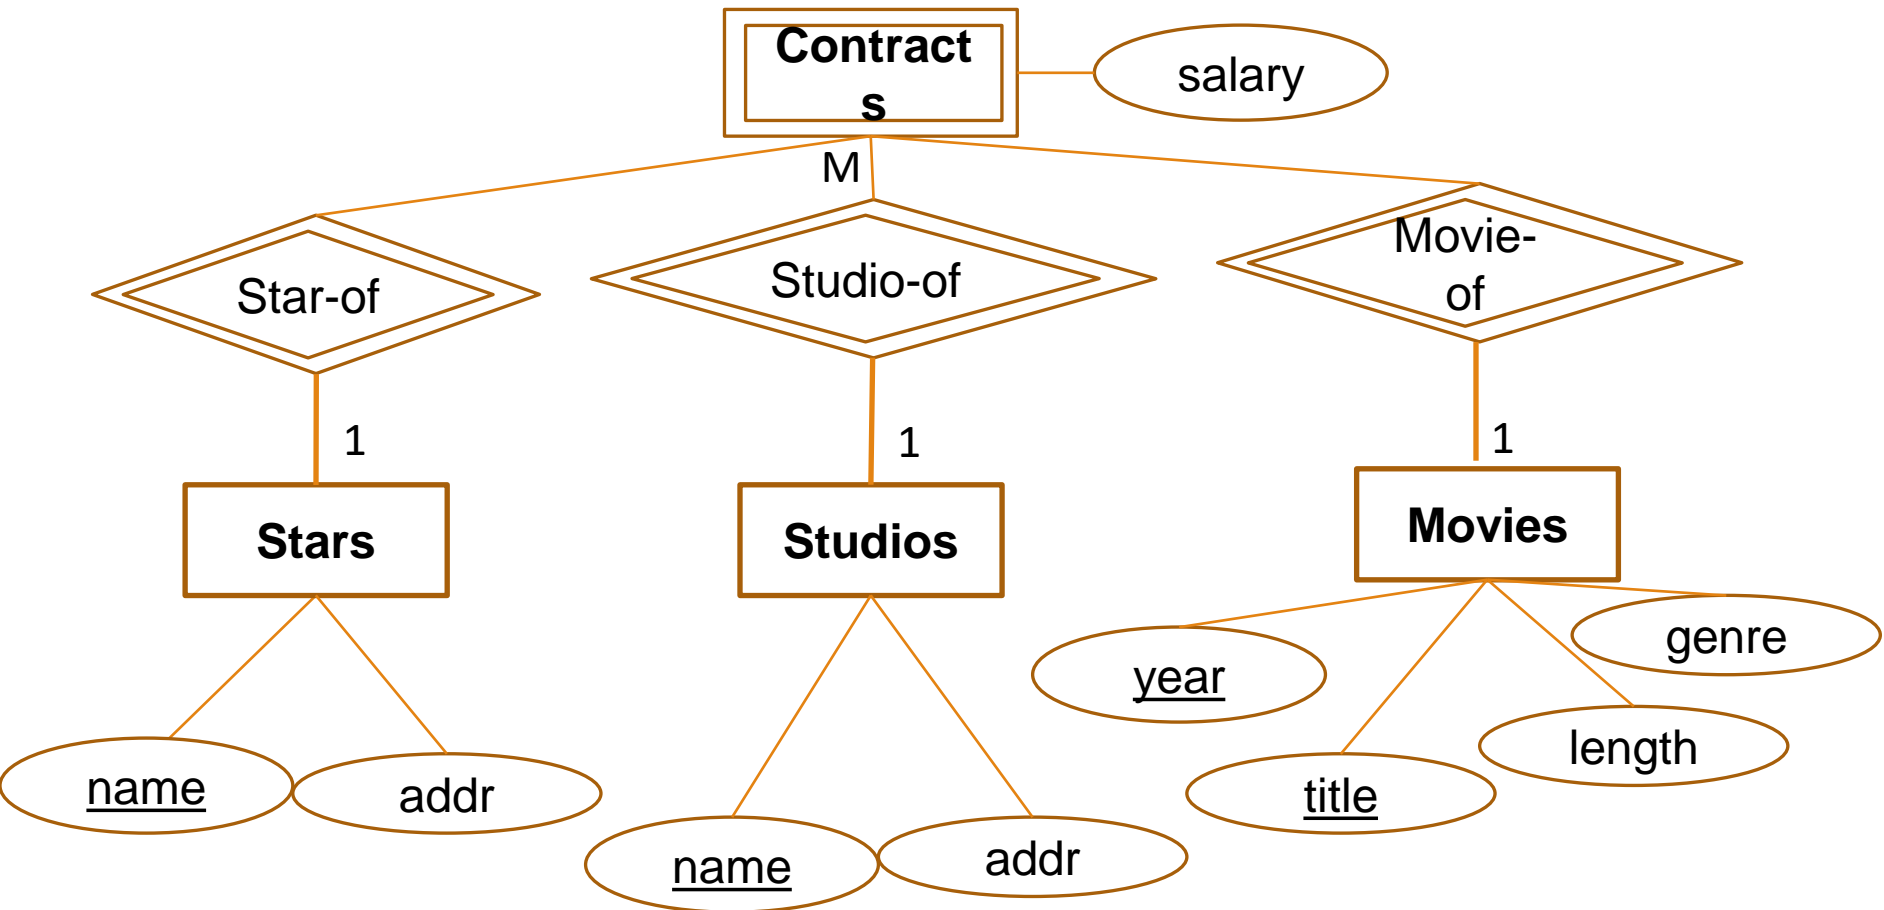 Contract
s
salary
M
Star-of
Studio-of
Movie-
of
1
1
1
Stars
Studios
Movies
name
addr
name
addr
year
title
length
genre